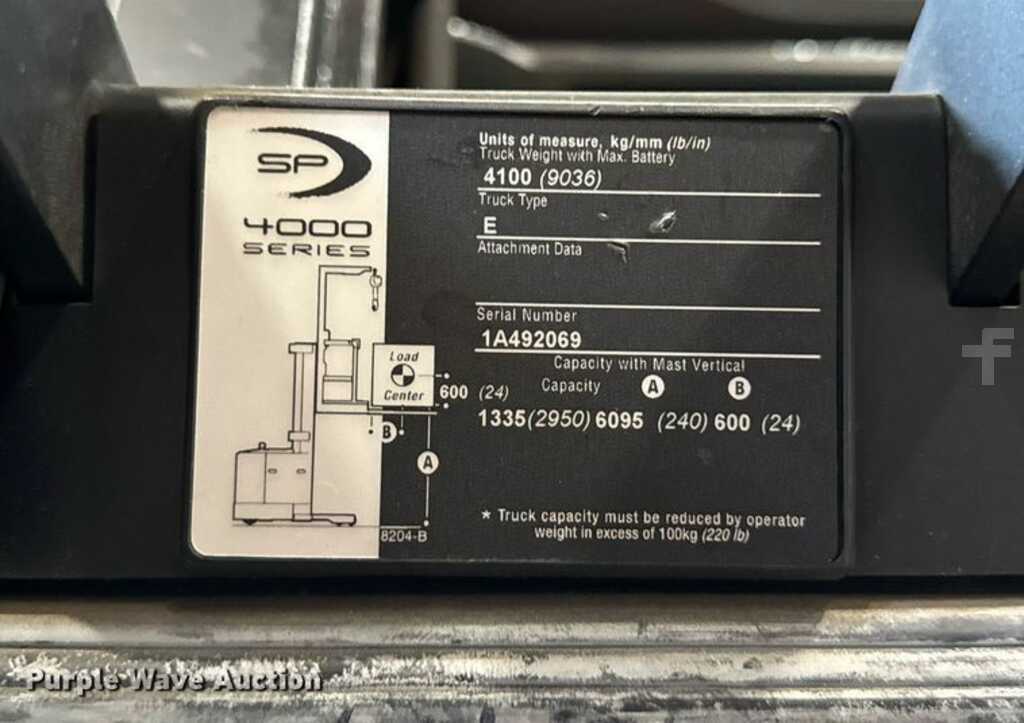 SP
4000
SERIES
Load
Center
600 (24)
B
A
8204-B
Units of measure, kg/mm (lb/in)
Truck Weight with Max. Battery
4100 (9036)
Truck Type
E
Attachment Data
Serial Number
1A492069
Capacity with Mast Vertical
Capacity A B
1335 (2950) 6095 (240) 600 (24)
* Truck capacity must be reduced by operator
weight in excess of 100kg (220 lb)
f
Purple Wave Auction